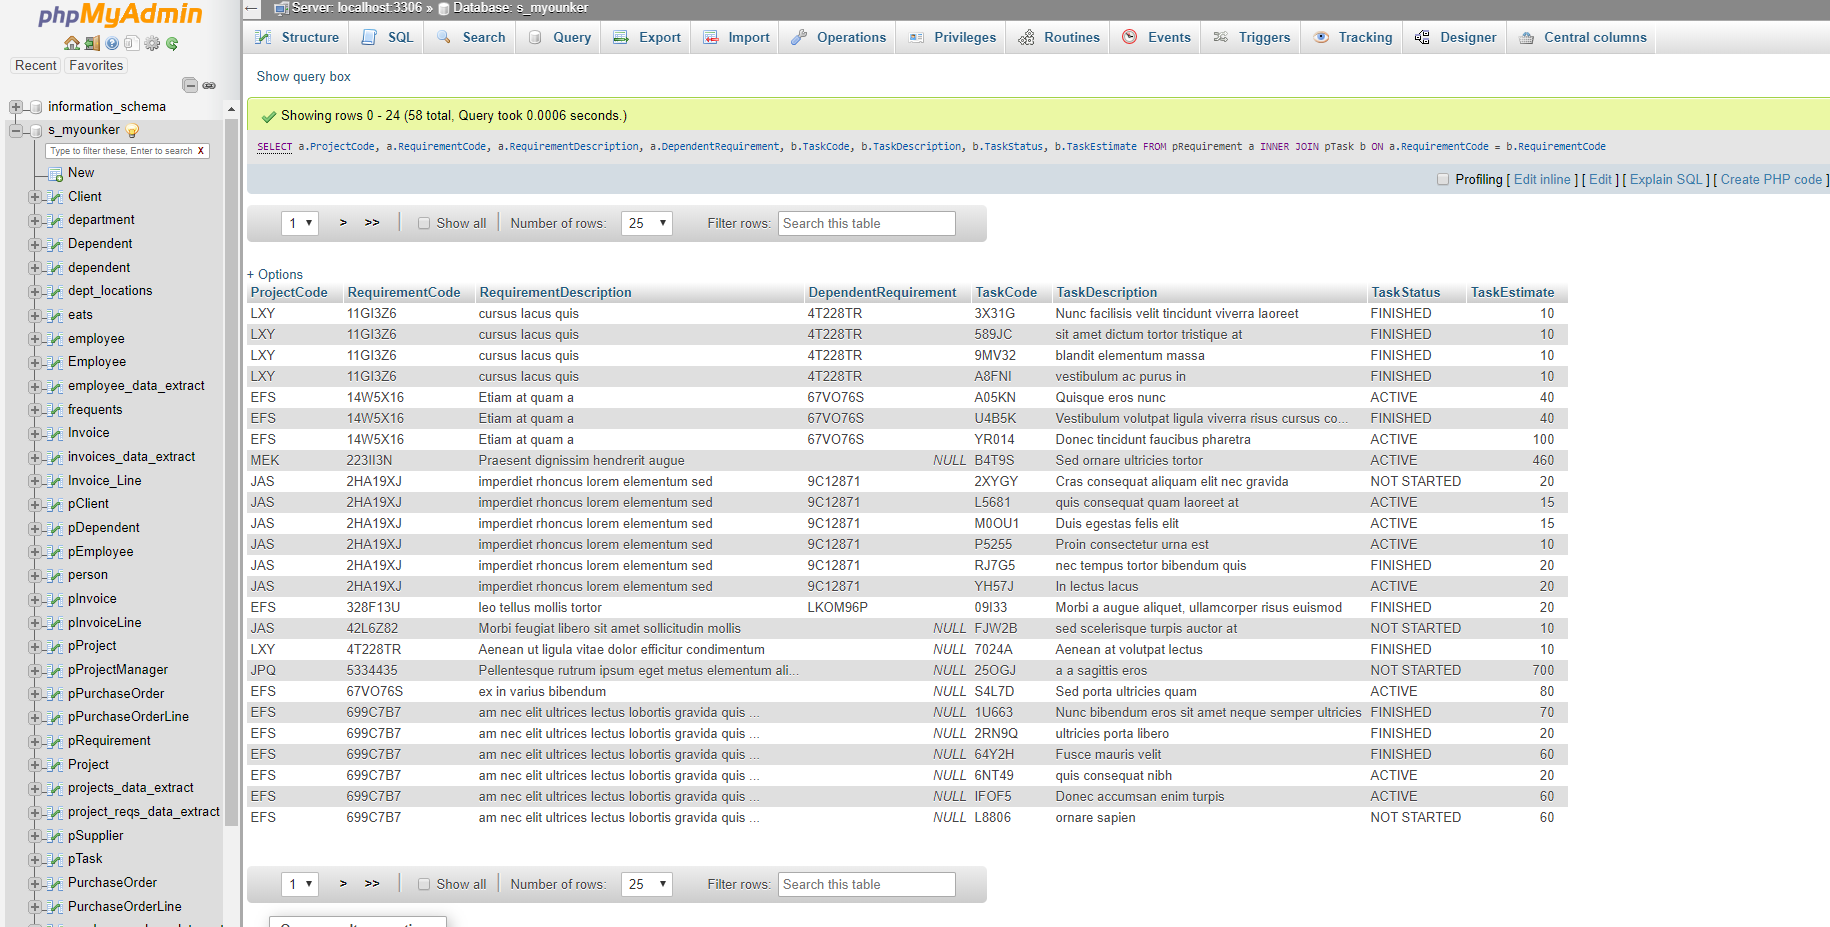 phpMyAdmin
Recent Favorites
information_schema
s_myounker
Type to filter these, Enter to search X
New
Client
department
Dependent
dependent
dept_locations
eats
employee
Employee
employee_data_extract
frequents
Invoice
invoices_data_extract
Invoice_Line
pClient
pDependent
pEmployee
person
pInvoice
pInvoiceLine
pProject
pProjectManager
pPurchaseOrder
pPurchaseOrderLine
pRequirement
Project
projects_data_extract
project_reqs_data_extract
pSupplier
pTask
PurchaseOrder
PurchaseOrderLine
Server: localhost:3306 » Database: s_myounker
Structure SQL Search Query Export Import Operations Privileges Routines Events Triggers Tracking Designer Central columns
Show query box
Showing rows 0 - 24 (58 total, Query took 0.0006 seconds.)
SELECT a.ProjectCode, a.RequirementCode, a.RequirementDescription, a.DependentRequirement, b.TaskCode, b.TaskDescription, b.TaskStatus, b.TaskEstimate FROM pRequirement a INNER JOIN pTask b ON a.RequirementCode = b.RequirementCode
Profiling [ Edit inline ] [ Edit ] [ Explain SQL ] [ Create PHP code ]
1 > >> Show all Number of rows: 25 Filter rows: Search this table
+ Options
ProjectCode RequirementCode RequirementDescription DependentRequirement TaskCode TaskDescription TaskStatus TaskEstimate
LXY 11GI3Z6 cursus lacus quis 4T228TR 3X31G Nunc facilisis velit tincidunt viverra laoreet FINISHED 10
LXY 11GI3Z6 cursus lacus quis 4T228TR 589JC sit amet dictum tortor tristique at FINISHED 10
LXY 11GI3Z6 cursus lacus quis 4T228TR 9MV32 blandit elementum massa FINISHED 10
LXY 11GI3Z6 cursus lacus quis 4T228TR A8FNI vestibulum ac purus in FINISHED 10
EFS 14W5X16 Etiam at quam a 67VO76S A05KN Quisque eros nunc ACTIVE 40
EFS 14W5X16 Etiam at quam a 67VO76S U4B5K Vestibulum volutpat ligula viverra risus cursus co... FINISHED 40
EFS 14W5X16 Etiam at quam a 67VO76S YR014 Donec tincidunt faucibus pharetra ACTIVE 100
MEK 223II3N Praesent dignissim hendrerit augue NULL B4T9S Sed ornare ultricies tortor ACTIVE 460
JAS 2HA19XJ imperdiet rhoncus lorem elementum sed 9C12871 2XYGY Cras consequat aliquam elit nec gravida NOT STARTED 20
JAS 2HA19XJ imperdiet rhoncus lorem elementum sed 9C12871 L5681 quis consequat quam laoreet at ACTIVE 15
JAS 2HA19XJ imperdiet rhoncus lorem elementum sed 9C12871 M0OU1 Duis egestas felis elit ACTIVE 15
JAS 2HA19XJ imperdiet rhoncus lorem elementum sed 9C12871 P5255 Proin consectetur urna est ACTIVE 10
JAS 2HA19XJ imperdiet rhoncus lorem elementum sed 9C12871 RJ7G5 nec tempus tortor bibendum quis FINISHED 20
JAS 2HA19XJ imperdiet rhoncus lorem elementum sed 9C12871 YH57J In lectus lacus ACTIVE 20
EFS 328F13U leo tellus mollis tortor LKOM96P 09I33 Morbi a augue aliquet, ullamcorper risus euismod FINISHED 20
JAS 42L6Z82 Morbi feugiat libero sit amet sollicitudin mollis NULL FJW2B sed scelerisque turpis auctor at NOT STARTED 10
LXY 4T228TR Aenean ut ligula vitae dolor efficitur condimentum NULL 7024A Aenean at volutpat lectus FINISHED 10
JPQ 5334435 Pellentesque rutrum ipsum eget metus elementum ali... NULL 25OGJ a a sagittis eros NOT STARTED 700
EFS 67VO76S ex in varius bibendum NULL S4L7D Sed porta ultricies quam ACTIVE 80
EFS 699C7B7 am nec elit ultrices lectus lobortis gravida quis ... NULL 1U663 Nunc bibendum eros sit amet neque semper ultricies FINISHED 70
EFS 699C7B7 am nec elit ultrices lectus lobortis gravida quis ... NULL 2RN9Q ultricies porta libero FINISHED 20
EFS 699C7B7 am nec elit ultrices lectus lobortis gravida quis ... NULL 64Y2H Fusce mauris velit FINISHED 60
EFS 699C7B7 am nec elit ultrices lectus lobortis gravida quis ... NULL 6NT49 quis consequat nibh ACTIVE 20
EFS 699C7B7 am nec elit ultrices lectus lobortis gravida quis ... NULL IFOF5 Donec accumsan enim turpis ACTIVE 60
EFS 699C7B7 am nec elit ultrices lectus lobortis gravida quis ... NULL L8806 ornare sapien NOT STARTED 60
1 > >> Show all Number of rows: 25 Filter rows: Search this table